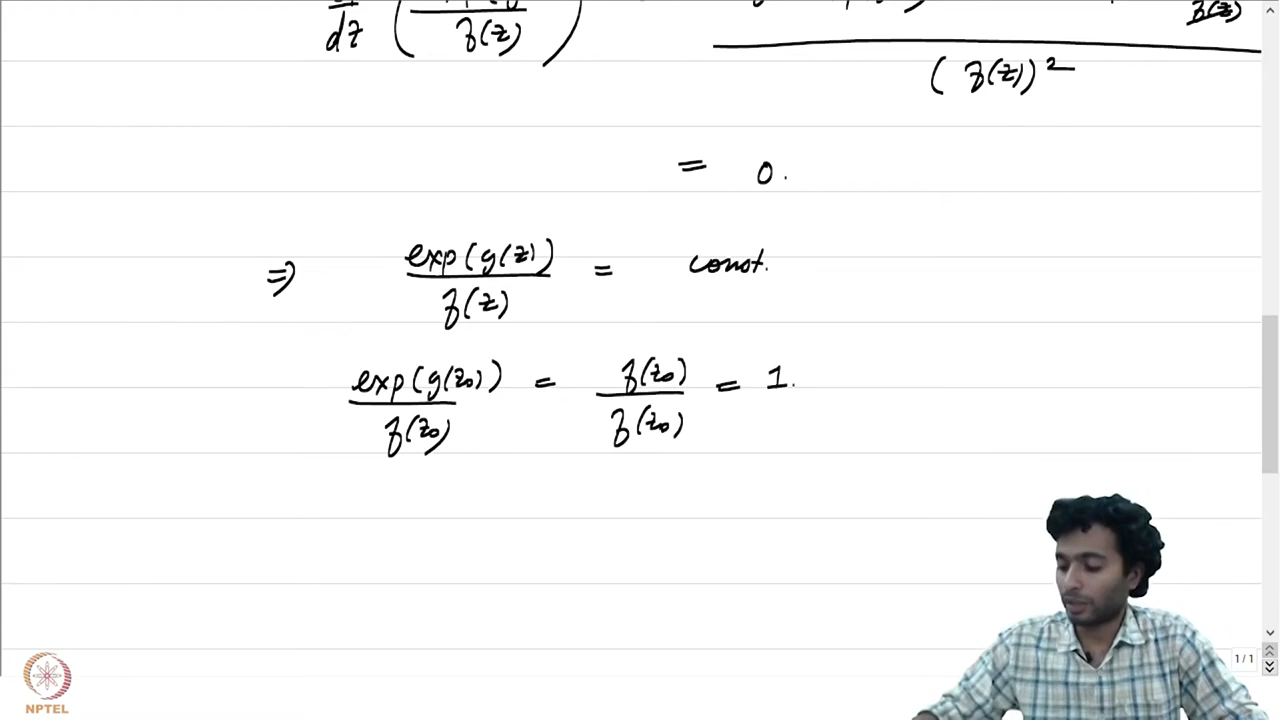 d/dz ( / f(z) ) f(z)
( f(z) )²
= 0.
⇒ exp(g(z)) / f(z) = const.
exp(g(z₀)) / f(z₀) = f(z₀) / f(z₀) = 1.
1 / 1
NPTEL